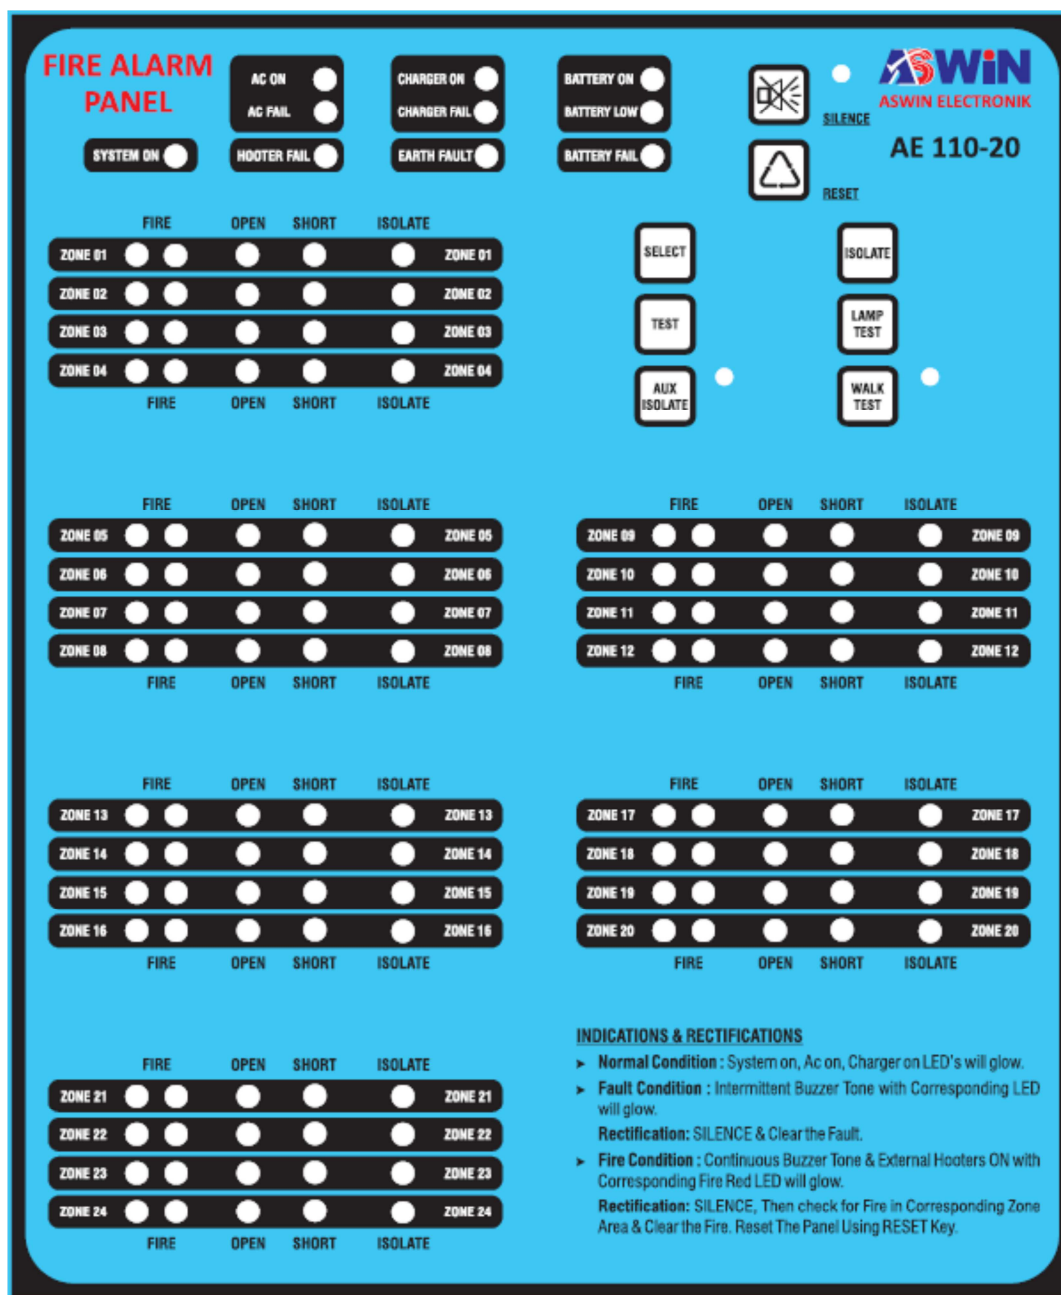 FIRE ALARM
PANEL
AC ON
AC FAIL
CHARGER ON
CHARGER FAIL
BATTERY ON
BATTERY LOW
SILENCE
ASWiN
ASWIN ELECTRONIK
AE 110-20
SYSTEM ON
HOOTER FAIL
EARTH FAULT
BATTERY FAIL
RESET
FIRE OPEN SHORT ISOLATE
ZONE 01 ZONE 01
ZONE 02 ZONE 02
ZONE 03 ZONE 03
ZONE 04 ZONE 04
FIRE OPEN SHORT ISOLATE
SELECT
ISOLATE
TEST
LAMP
TEST
AUX
ISOLATE
WALK
TEST
FIRE OPEN SHORT ISOLATE
ZONE 05 ZONE 05
ZONE 06 ZONE 06
ZONE 07 ZONE 07
ZONE 08 ZONE 08
FIRE OPEN SHORT ISOLATE
FIRE OPEN SHORT ISOLATE
ZONE 09 ZONE 09
ZONE 10 ZONE 10
ZONE 11 ZONE 11
ZONE 12 ZONE 12
FIRE OPEN SHORT ISOLATE
FIRE OPEN SHORT ISOLATE
ZONE 13 ZONE 13
ZONE 14 ZONE 14
ZONE 15 ZONE 15
ZONE 16 ZONE 16
FIRE OPEN SHORT ISOLATE
FIRE OPEN SHORT ISOLATE
ZONE 17 ZONE 17
ZONE 18 ZONE 18
ZONE 19 ZONE 19
ZONE 20 ZONE 20
FIRE OPEN SHORT ISOLATE
FIRE OPEN SHORT ISOLATE
ZONE 21 ZONE 21
ZONE 22 ZONE 22
ZONE 23 ZONE 23
ZONE 24 ZONE 24
FIRE OPEN SHORT ISOLATE
INDICATIONS & RECTIFICATIONS
➤ Normal Condition : System on, Ac on, Charger on LED's will glow.
➤ Fault Condition : Intermittent Buzzer Tone with Corresponding LED
will glow.
Rectification: SILENCE & Clear the Fault.
➤ Fire Condition : Continuous Buzzer Tone & External Hooters ON with
Corresponding Fire Red LED will glow.
Rectification: SILENCE, Then check for Fire in Corresponding Zone
Area & Clear the Fire. Reset The Panel Using RESET Key.